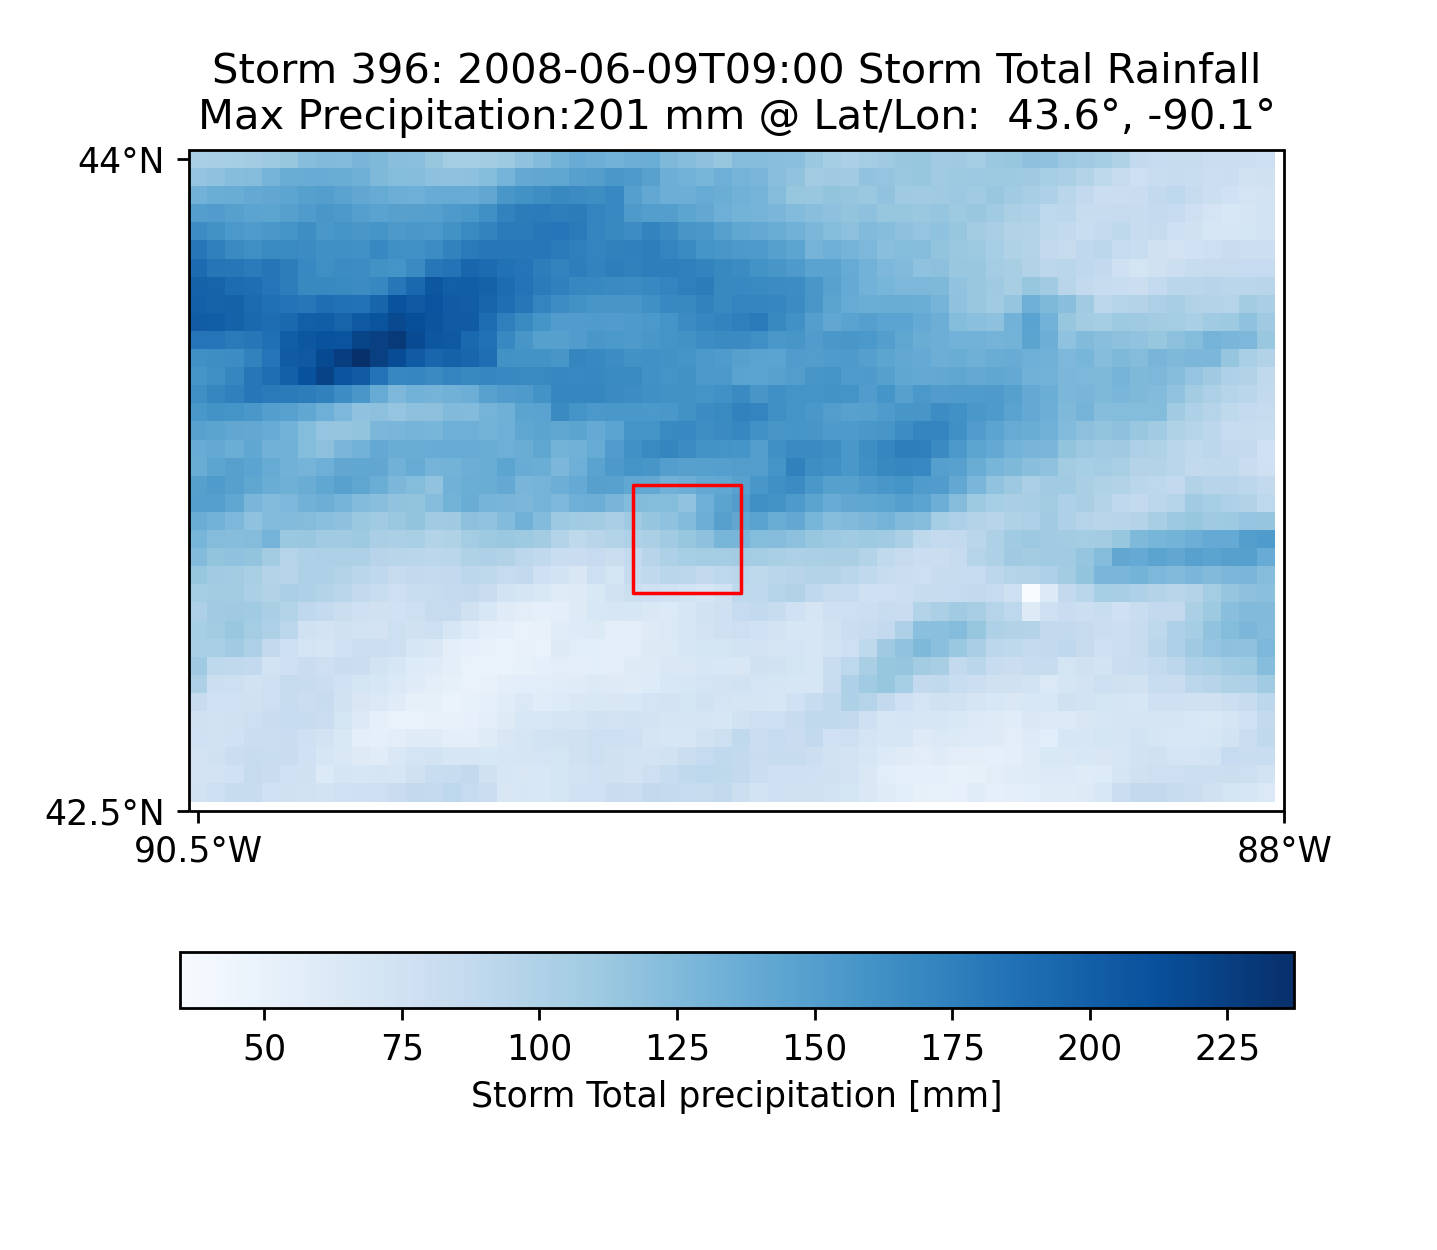 Storm 396: 2008-06-09T09:00 Storm Total Rainfall
Max Precipitation:201 mm @ Lat/Lon:  43.6°, -90.1°
44°N
42.5°N
90.5°W 88°W
50 75 100 125 150 175 200 225
Storm Total precipitation [mm]